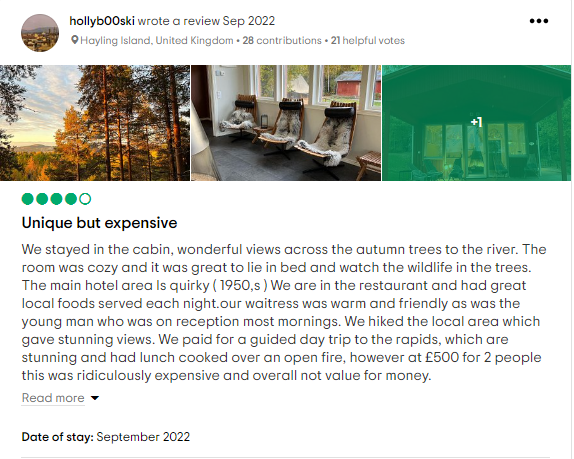 hollyb00ski wrote a review Sep 2022
Hayling Island, United Kingdom • 28 contributions • 21 helpful votes
+1
Unique but expensive
We stayed in the cabin, wonderful views across the autumn trees to the river. The
room was cozy and it was great to lie in bed and watch the wildlife in the trees.
The main hotel area Is quirky ( 1950,s ) We are in the restaurant and had great
local foods served each night.our waitress was warm and friendly as was the
young man who was on reception most mornings. We hiked the local area which
gave stunning views. We paid for a guided day trip to the rapids, which are
stunning and had lunch cooked over an open fire, however at £500 for 2 people
this was ridiculously expensive and overall not value for money.
Read more
Date of stay: September 2022